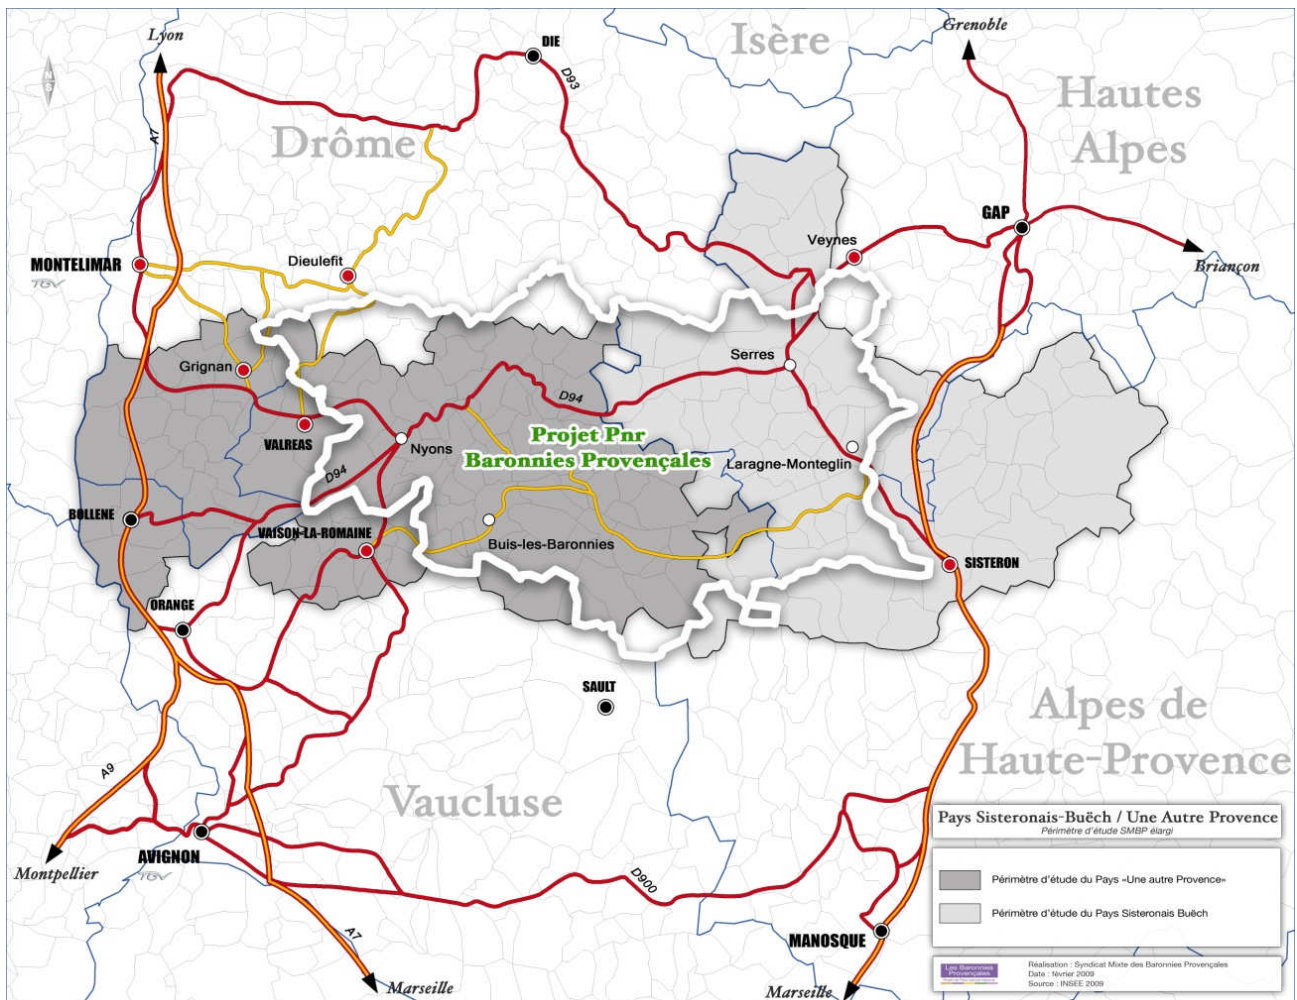 Lyon
DIE
Isère
Grenoble
N
S
D93
Hautes
Alpes
A7
Drôme
GAP
Veynes
MONTELIMAR
TGV
Dieulefit
Briançon
Grignan
Serres
D94
VALREAS
Nyons
Projet Pnr
Baronnies Provençales
Laragne-Monteglin
D94
BOLLENE
VAISON-LA-ROMAINE
Buis-les-Baronnies
SISTERON
ORANGE
SAULT
Alpes de
Haute-Provence
A9
Vaucluse
AVIGNON
TGV
Montpellier
D900
A7
MANOSQUE
Marseille
Marseille
Pays Sisteronais-Buëch / Une Autre Provence
Périmètre d'étude SMBP élargi
Périmètre d'étude du Pays «Une autre Provence»
Périmètre d'étude du Pays Sisteronais Buëch
Les Baronnies
Provençales
Réalisation : Syndicat Mixte des Baronnies Provençales
Date : février 2009
Source : INSEE 2009